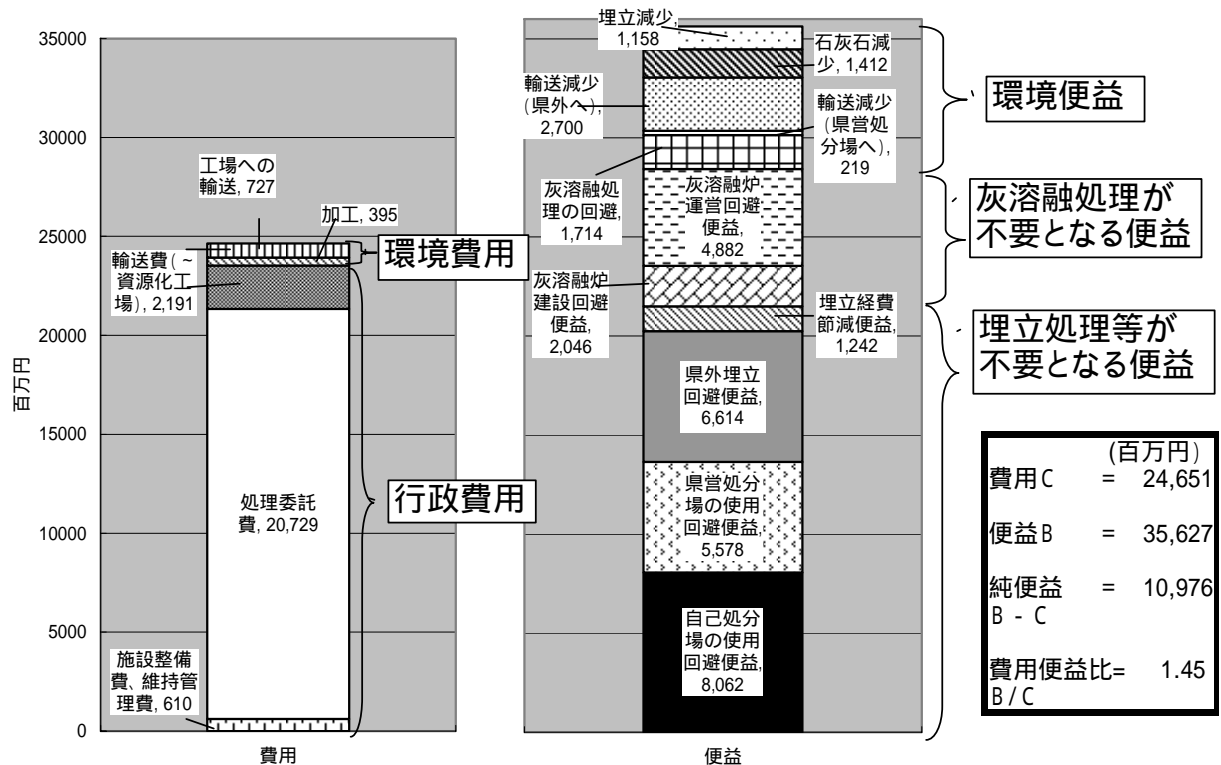 百万円
35000
30000
25000
20000
15000
10000
5000
0
工場への
輸送, 727
加工, 395
輸送費(~
資源化工
場), 2,191
処理委託
費, 20,729
施設整備
費、維持管
理費, 610
費用
環境費用
行政費用
埋立減少,
1,158
石灰石減
少, 1,412
輸送減少
(県外へ),
2,700
輸送減少
(県営処
分場へ),
219
灰溶融処
理の回避,
1,714
灰溶融炉
運営回避
便益,
4,882
灰溶融炉
建設回避
便益,
2,046
埋立経費
節減便益,
1,242
県外埋立
回避便益,
6,614
県営処分
場の使用
回避便益,
5,578
自己処分
場の使用
回避便益,
8,062
便益
環境便益
灰溶融処理が
不要となる便益
埋立処理等が
不要となる便益
(百万円)
費用C = 24,651
便益B = 35,627
純便益 = 10,976
B - C
費用便益比= 1.45
B/C